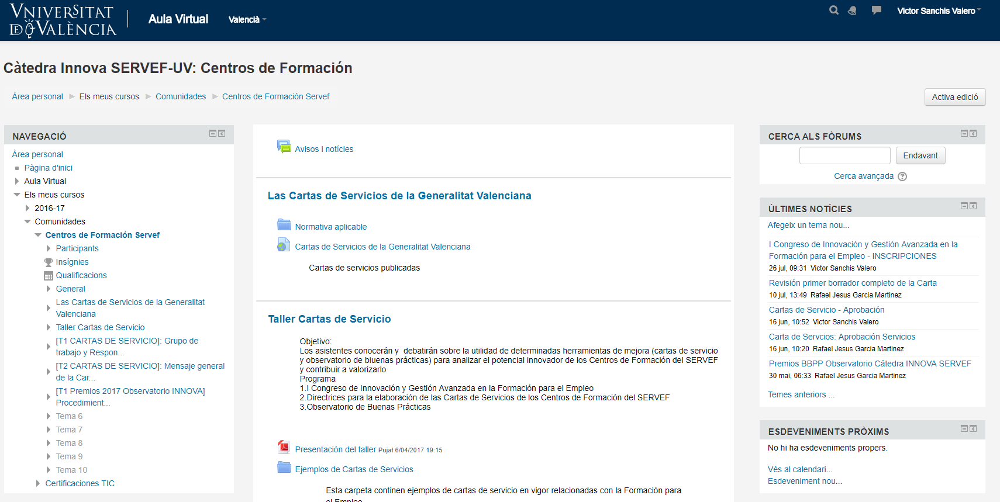 VNIVERSITAT
DE VALÈNCIA
Aula Virtual
Valencià
Victor Sanchis Valero
Càtedra Innova SERVEF-UV: Centros de Formación
Àrea personal
Els meus cursos
Comunidades
Centros de Formación Servef
Activa edició
NAVEGACIÓ
Àrea personal
Pàgina d'inici
Aula Virtual
Els meus cursos
2016-17
Comunidades
Centros de Formación Servef
Participants
Insígnies
Qualificacions
General
Las Cartas de Servicios de la Generalitat
Valenciana
Taller Cartas de Servicio
[T1 CARTAS DE SERVICIO]: Grupo de
trabajo y Respon...
[T2 CARTAS DE SERVICIO]: Mensaje general
de la Car...
[T1 Premios 2017 Observatorio INNOVA]
Procedimient...
Tema 6
Tema 7
Tema 8
Tema 9
Tema 10
Certificaciones TIC
Avisos i notícies
Las Cartas de Servicios de la Generalitat Valenciana
Normativa aplicable
Cartas de Servicios de la Generalitat Valenciana
Cartas de servicios publicadas
Taller Cartas de Servicio
Objetivo:
Los asistentes conocerán y  debatirán sobre la utilidad de determinadas herramientas de mejora (cartas de servicio
y observatorio de biuenas prácticas) para analizar el potencial innovador de los Centros de Formación del SERVEF
y contribuir a valorizarlo
Programa
1.I Congreso de Innovación y Gestión Avanzada en la Formación para el Empleo
2.Directrices para la elaboración de las Cartas de Servicios de los Centros de Formación del SERVEF
3.Observatorio de Buenas Prácticas
Presentación del taller Pujat 6/04/2017 19:15
Ejemplos de Cartas de Servicios
Esta carpeta continen ejemplos de cartas de servicio en vigor relacionadas con la Formación para
el Empleo
CERCA ALS FÒRUMS
Endavant
Cerca avançada
ÚLTIMES NOTÍCIES
Afegeix un tema nou...
I Congreso de Innovación y Gestión Avanzada en la
Formación para el Empleo - INSCRIPCIONES
26 jul, 09:31 Victor Sanchis Valero
Revisión primer borrador completo de la Carta
10 jul, 13:49 Rafael Jesus Garcia Martinez
Cartas de Servicio - Aprobación
16 jun, 10:52 Victor Sanchis Valero
Carta de Servcios: Aprobación Servicios
16 jun, 10:20 Rafael Jesus Garcia Martinez
Premios BBPP Observatorio Cátedra INNOVA SERVEF
30 mai, 06:33 Rafael Jesus Garcia Martinez
Temes anteriors ...
ESDEVENIMENTS PRÒXIMS
No hi ha esdeveniments propers.
Vés al calendari...
Esdeveniment nou...